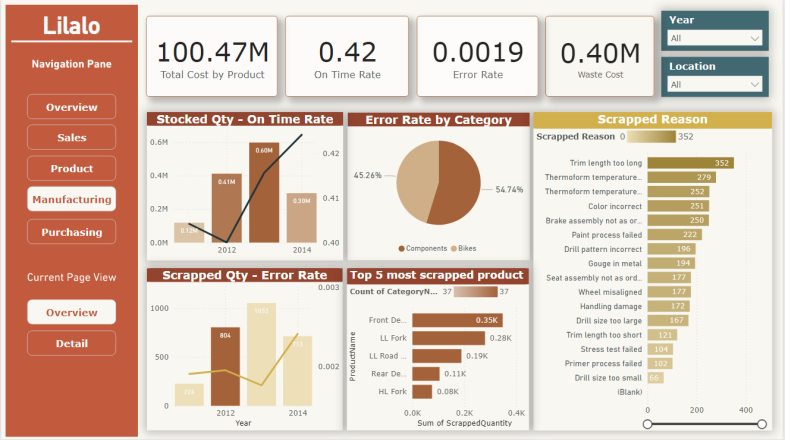 Lilalo
Navigation Pane
Overview
Sales
Product
Manufacturing
Purchasing
Current Page View
Overview
Detail
100.47M
Total Cost by Product
0.42
On Time Rate
0.0019
Error Rate
0.40M
Waste Cost
Year
All
Location
All
Stocked Qty - On Time Rate
0.6M
0.4M
0.2M
0.0M
0.12M
0.41M
0.60M
0.30M
0.42
0.41
0.40
2012
2014
Error Rate by Category
45.26%
54.74%
Components
Bikes
Scrapped Reason
Scrapped Reason 0 352
Trim length too long 352
Thermoform temperature... 279
Thermoform temperature... 252
Color incorrect 251
Brake assembly not as or... 250
Paint process failed 222
Drill pattern incorrect 196
Gouge in metal 194
Seat assembly not as ord... 177
Wheel misaligned 177
Handling damage 172
Drill size too large 167
Trim length too short 121
Stress test failed 104
Primer process failed 102
Drill size too small 66
(Blank)
0 200 400
Scrapped Qty - Error Rate
1000
500
0
804
0.003
0.002
2012
2014
Year
Top 5 most scrapped product
Count of CategoryN... 37 37
ProductName
Front De... 0.35K
LL Fork 0.28K
LL Road ... 0.19K
Rear De... 0.11K
HL Fork 0.08K
0.0K 0.2K 0.4K
Sum of ScrappedQuantity